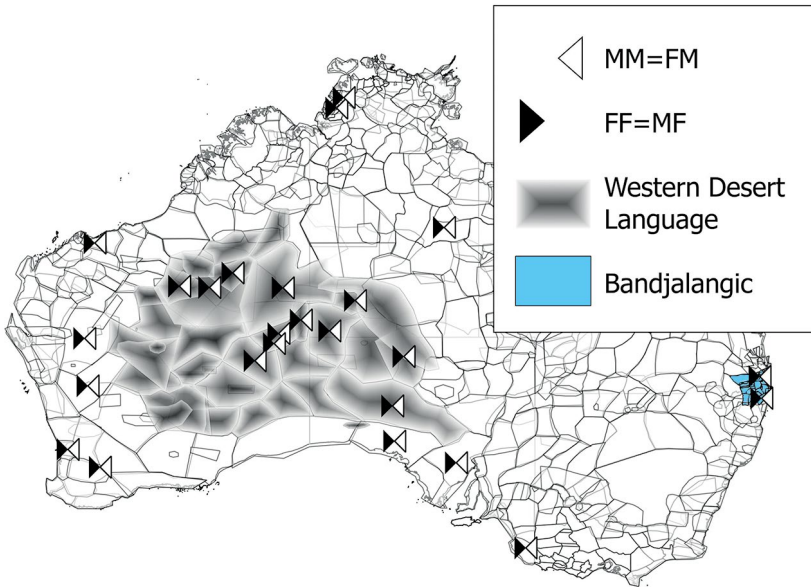 MM=FM
FF=MF
Western Desert
Language
Bandjalangic